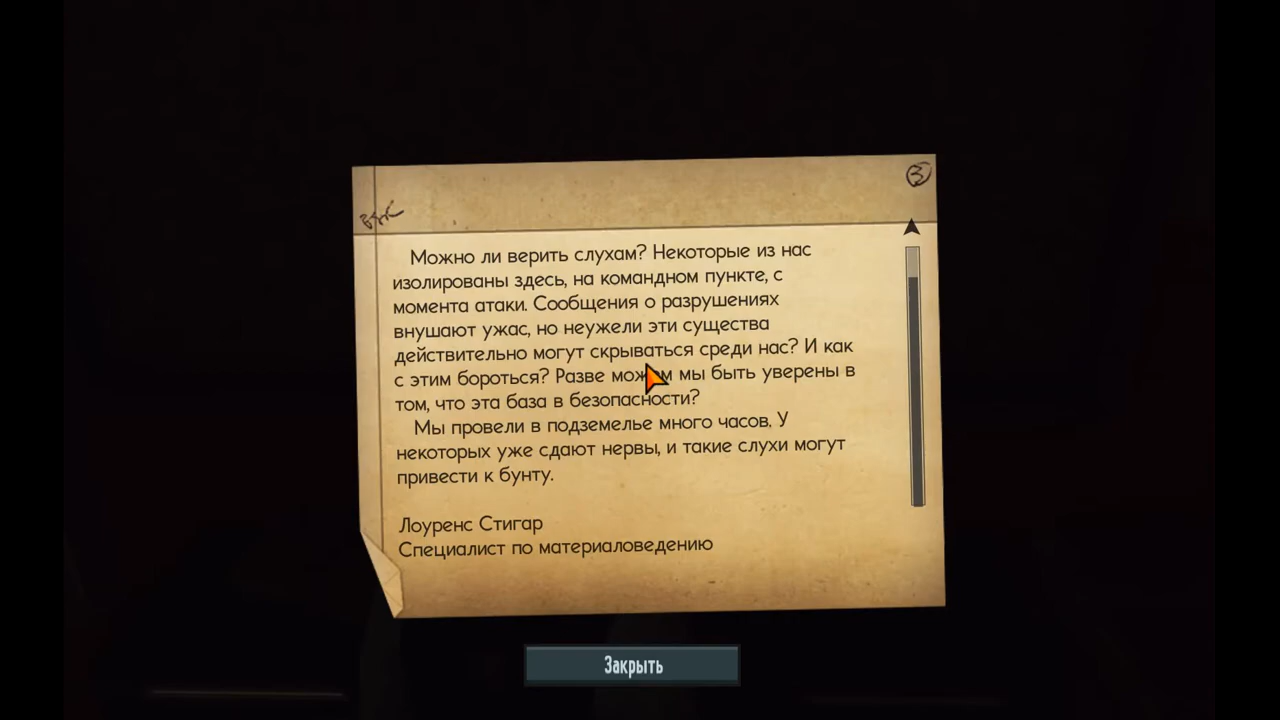 3
Можно ли верить слухам? Некоторые из нас
изолированы здесь, на командном пункте, с
момента атаки. Сообщения о разрушениях
внушают ужас, но неужели эти существа
действительно могут скрываться среди нас? И как
с этим бороться? Разве можем мы быть уверены в
том, что эта база в безопасности?
Мы провели в подземелье много часов. У
некоторых уже сдают нервы, и такие слухи могут
привести к бунту.
Лоуренс Стигар
Специалист по материаловедению
Закрыть